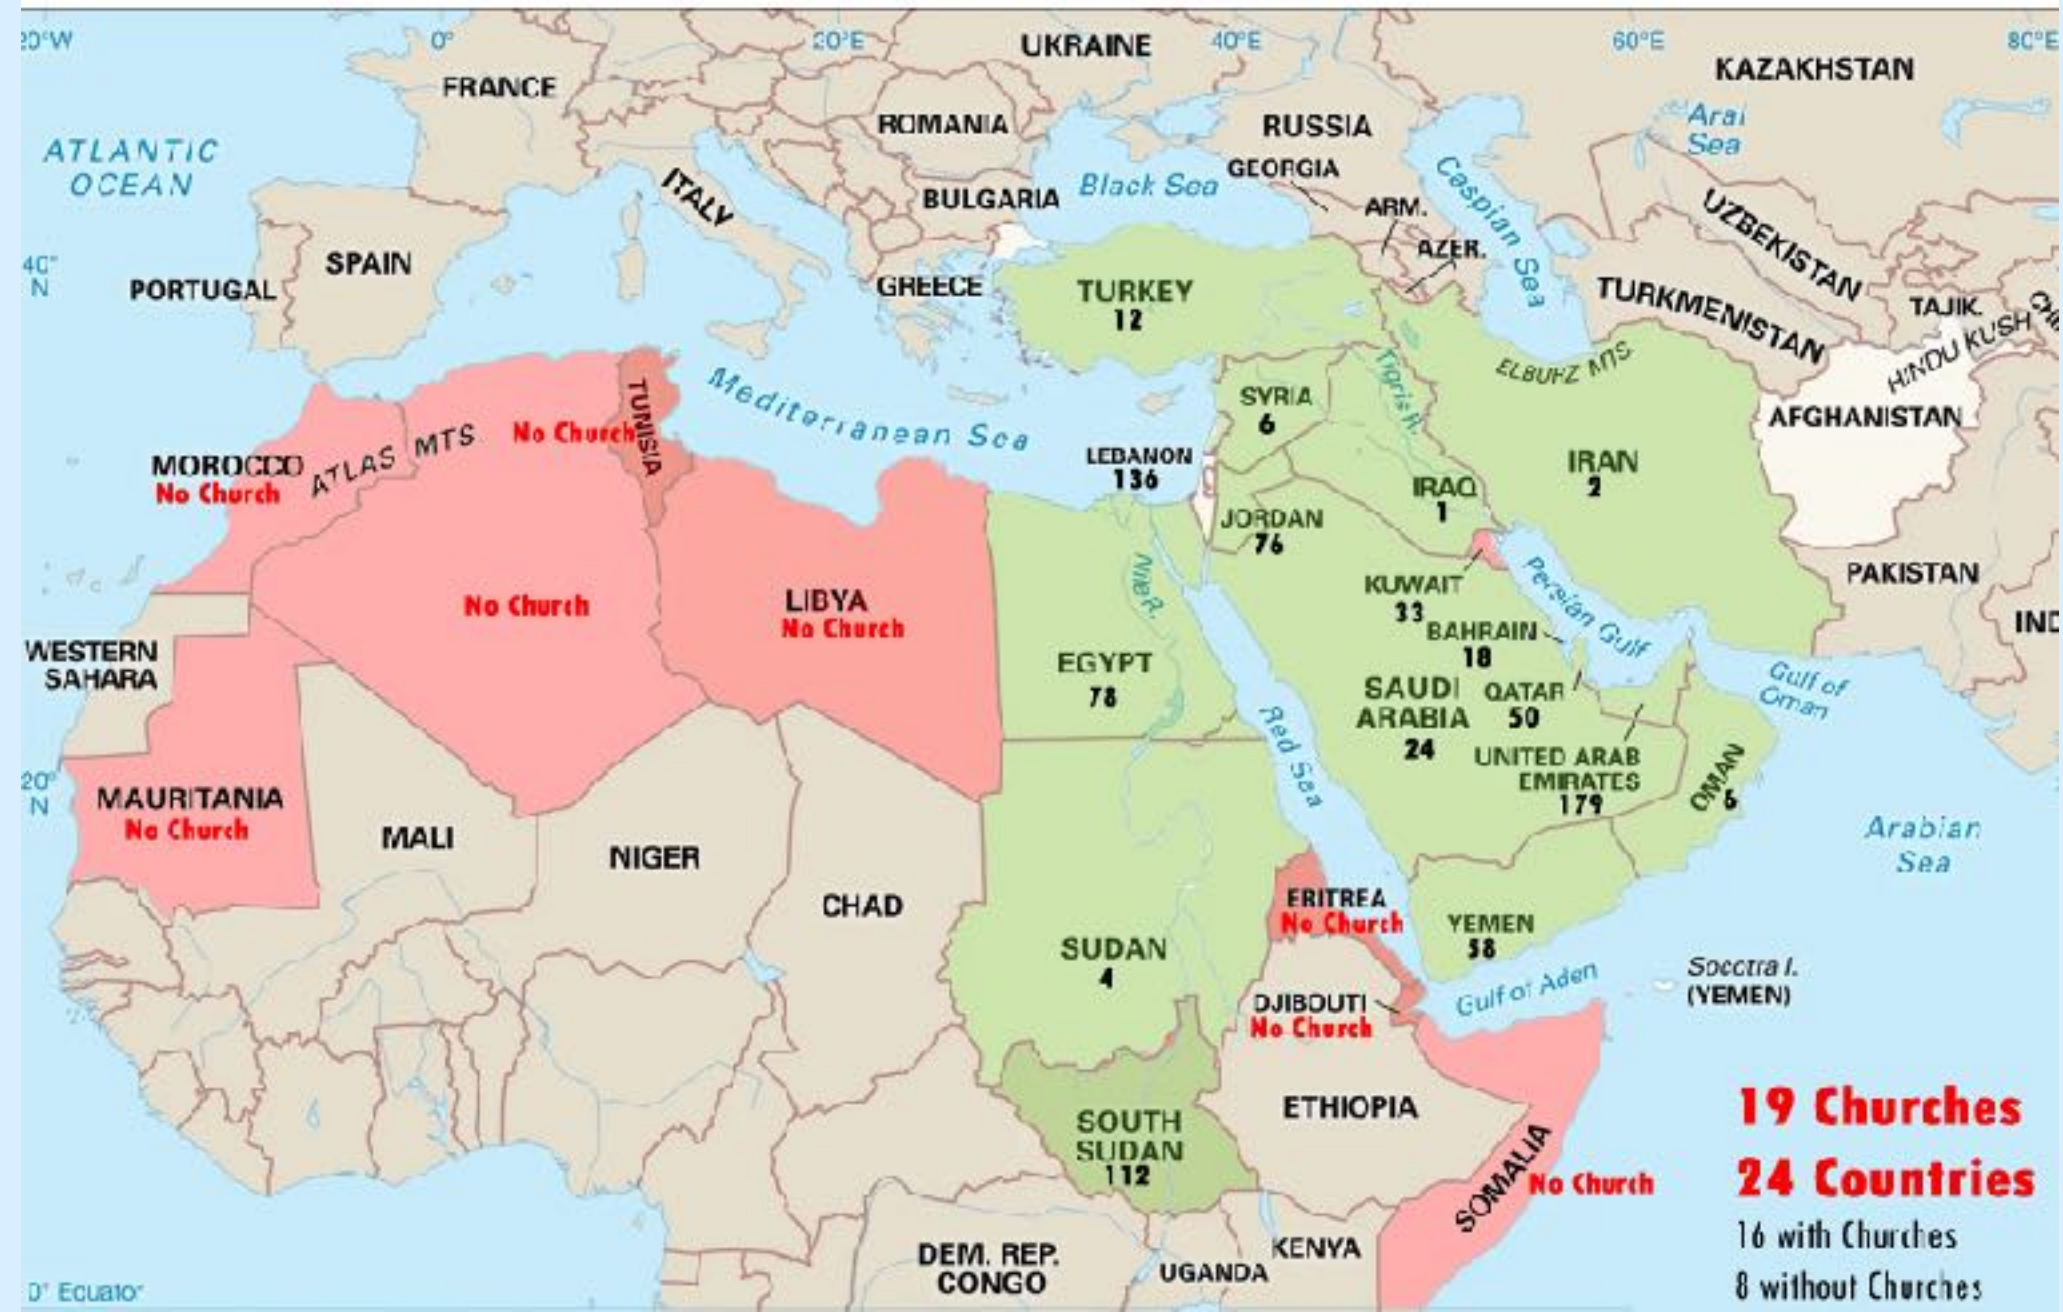 20°W
0°
20°E
40°E
60°E
80°E
UKRAINE
KAZAKHSTAN
FRANCE
ROMANIA
RUSSIA
Aral
Sea
ATLANTIC
OCEAN
ITALY
BULGARIA
Black Sea
GEORGIA
ARM.
AZER.
Caspian Sea
UZBEKISTAN
40°
N
PORTUGAL
SPAIN
GREECE
TURKEY
12
TURKMENISTAN
TAJIK.
HINDU KUSH
ELBURZ MTS
Tigris R.
Mediterranean Sea
TUNISIA
No Church
SYRIA
6
AFGHANISTAN
MOROCCO
No Church
ATLAS MTS
LEBANON
136
IRAQ
1
IRAN
2
JORDAN
76
No Church
LIBYA
No Church
Nile R.
KUWAIT
33
Persian Gulf
PAKISTAN
IND
WESTERN
SAHARA
EGYPT
78
BAHRAIN
18
SAUDI
ARABIA
24
QATAR
50
Gulf of
Oman
Red Sea
UNITED ARAB
EMIRATES
179
OMAN
6
20°
N
MAURITANIA
No Church
MALI
NIGER
CHAD
Arabian
Sea
ERITREA
No Church
YEMEN
58
SUDAN
4
Socotra I.
(YEMEN)
DJIBOUTI
No Church
Gulf of Aden
SOUTH
SUDAN
112
ETHIOPIA
SOMALIA
No Church
19 Churches
24 Countries
16 with Churches
8 without Churches
DEM. REP.
CONGO
UGANDA
KENYA
0° Equator